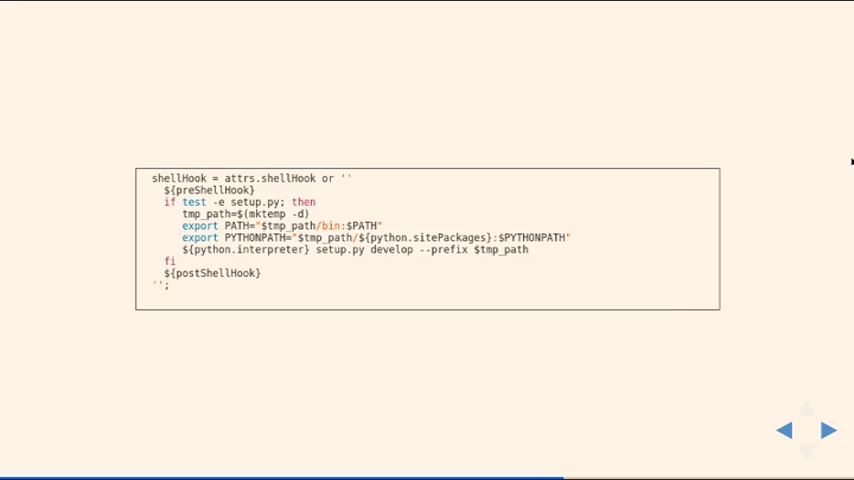 shellHook = attrs.shellHook or ''
${preShellHook}
if test -e setup.py; then
tmp_path=$(mktemp -d)
export PATH="$tmp_path/bin:$PATH"
export PYTHONPATH="$tmp_path/${python.sitePackages}:$PYTHONPATH"
${python.interpreter} setup.py develop --prefix $tmp_path
fi
${postShellHook}
'';